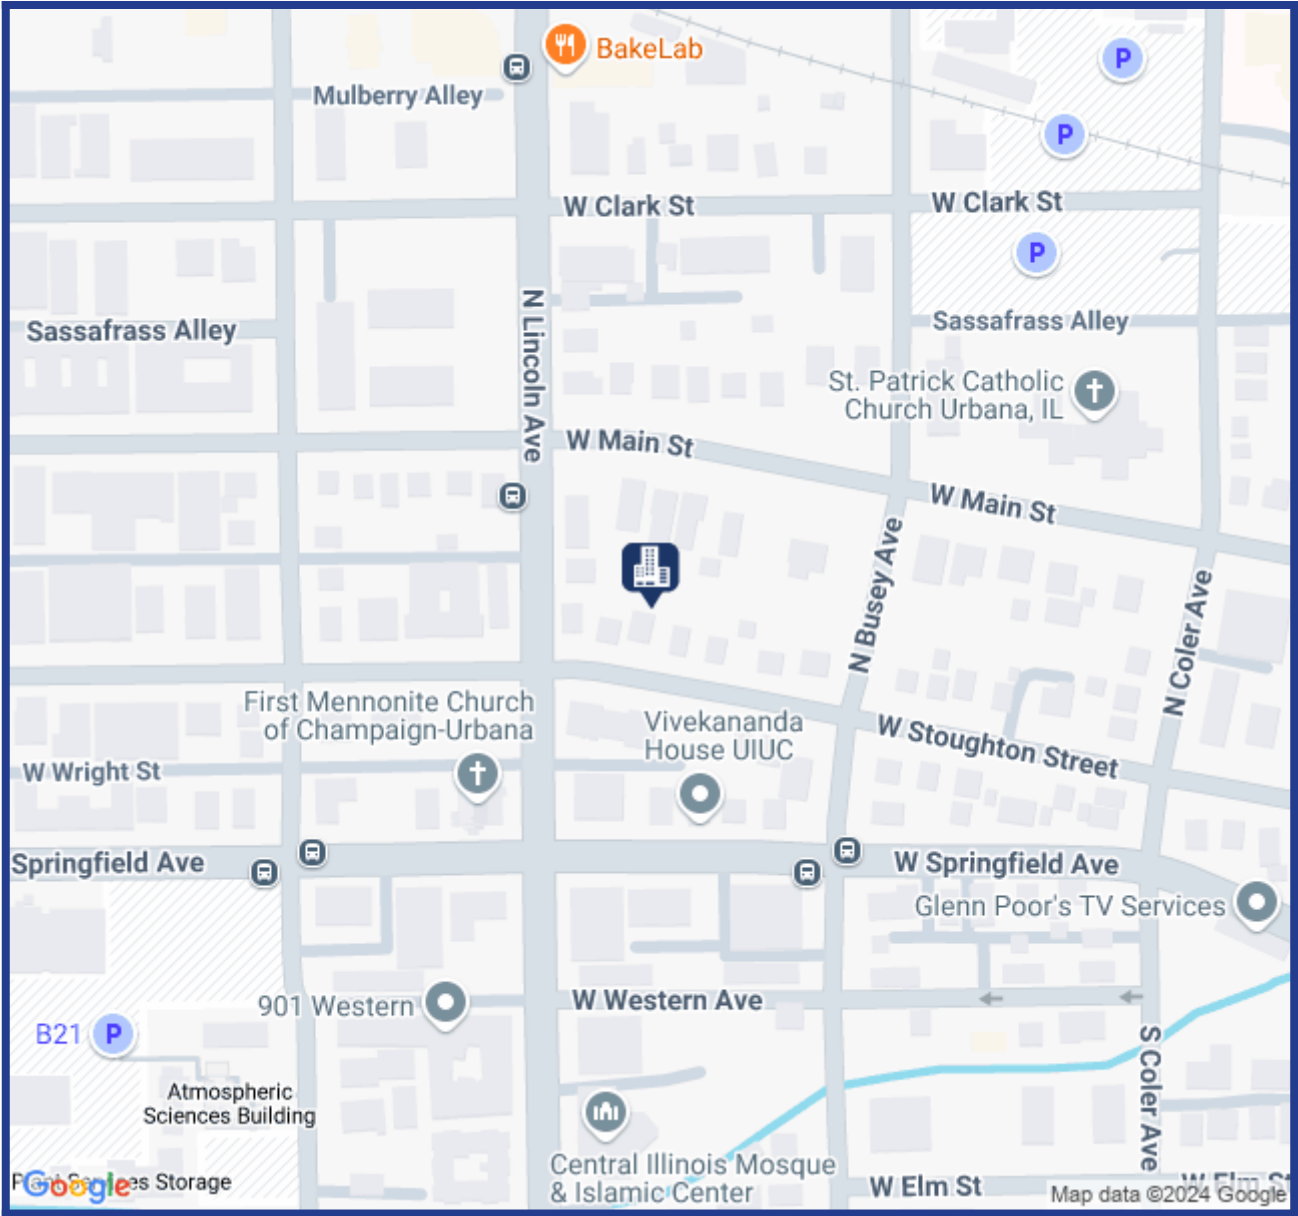 BakeLab
P
Mulberry Alley
P
W Clark St
W Clark St
P
N Lincoln Ave
Sassafrass Alley
Sassafrass Alley
St. Patrick Catholic
Church Urbana, IL
W Main St
W Main St
N Busey Ave
N Coler Ave
First Mennonite Church
of Champaign-Urbana
Vivekananda
House UIUC
W Stoughton Street
W Wright St
Springfield Ave
W Springfield Ave
Glenn Poor's TV Services
901 Western
W Western Ave
B21
P
S Coler Ave
Atmospheric
Sciences Building
Central Illinois Mosque
& Islamic Center
Storage
Google
W Elm St
W Elm St
Map data ©2024 Google